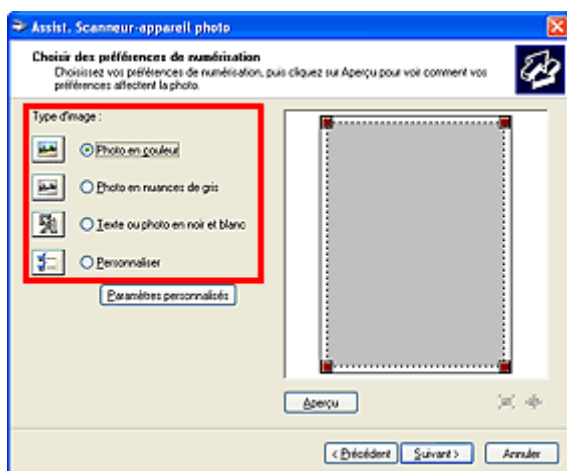 Assist. Scanneur-appareil photo
Choisir des préférences de numérisation
Choisissez vos préférences de numérisation, puis cliquez sur Aperçu pour voir comment vos
préférences affectent la photo.
Type d'image :
Photo en couleur
Photo en nuances de gris
Texte ou photo en noir et blanc
Personnaliser
Paramètres personnalisés
Aperçu
< Précédent
Suivant >
Annuler